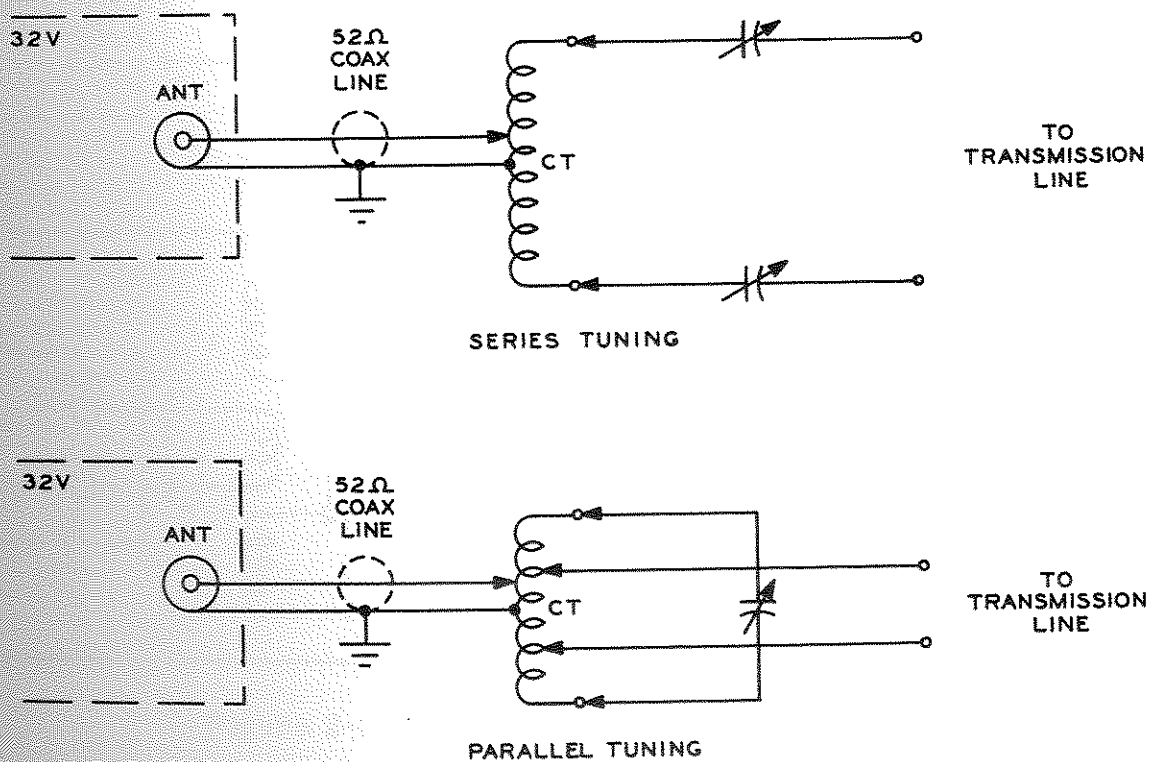 32V
ANT
52Ω
COAX
LINE
CT
TO
TRANSMISSION
LINE
SERIES TUNING
32V
ANT
52Ω
COAX
LINE
CT
TO
TRANSMISSION
LINE
PARALLEL TUNING